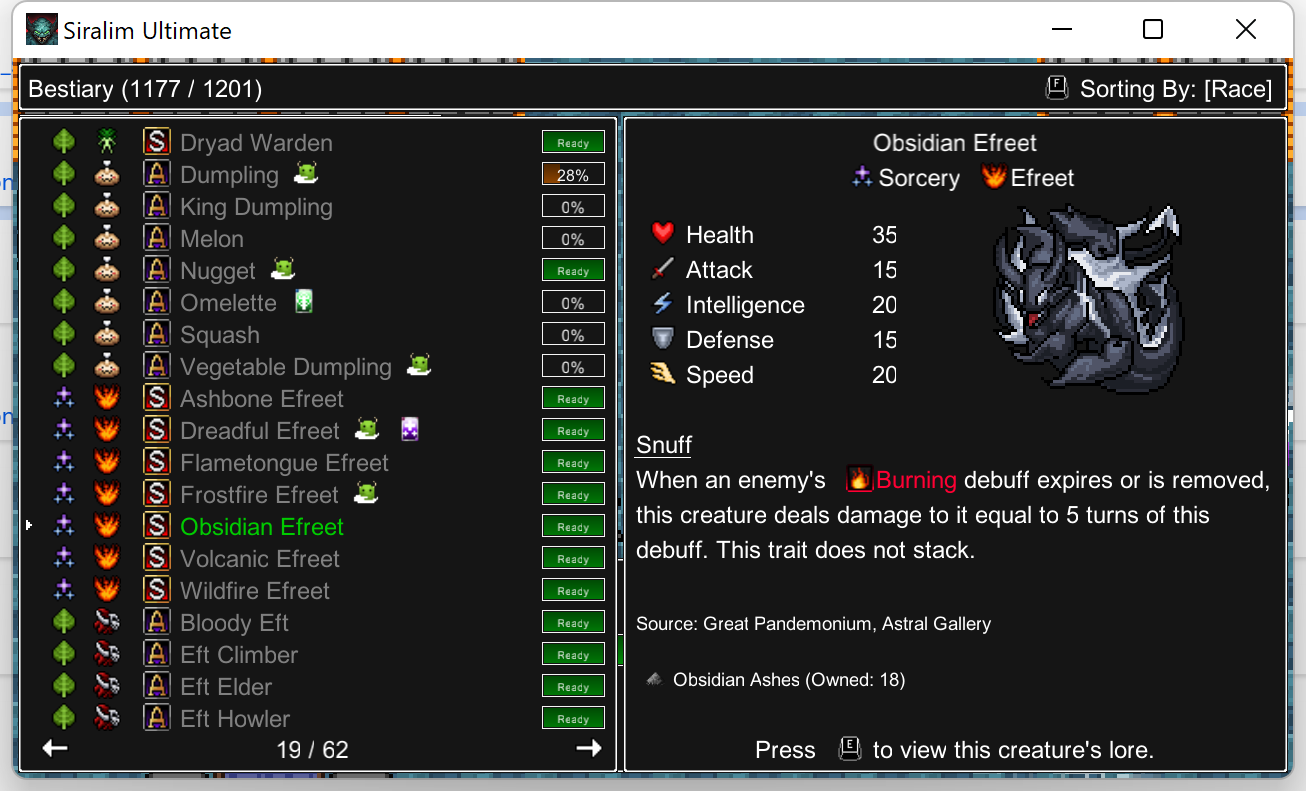 Siralim Ultimate
Bestiary (1177 / 1201)
F Sorting By: [Race]
S Dryad Warden Ready
A Dumpling 28%
A King Dumpling 0%
A Melon 0%
A Nugget Ready
A Omelette 0%
A Squash 0%
A Vegetable Dumpling 0%
S Ashbone Efreet Ready
S Dreadful Efreet Ready
S Flametongue Efreet Ready
S Frostfire Efreet Ready
S Obsidian Efreet Ready
S Volcanic Efreet Ready
S Wildfire Efreet Ready
A Bloody Eft Ready
A Eft Climber Ready
A Eft Elder Ready
A Eft Howler Ready
19 / 62
Obsidian Efreet
Sorcery Efreet
Health 35
Attack 15
Intelligence 20
Defense 15
Speed 20
Snuff
When an enemy's Burning debuff expires or is removed,
this creature deals damage to it equal to 5 turns of this
debuff. This trait does not stack.
Source: Great Pandemonium, Astral Gallery
Obsidian Ashes (Owned: 18)
Press E to view this creature's lore.